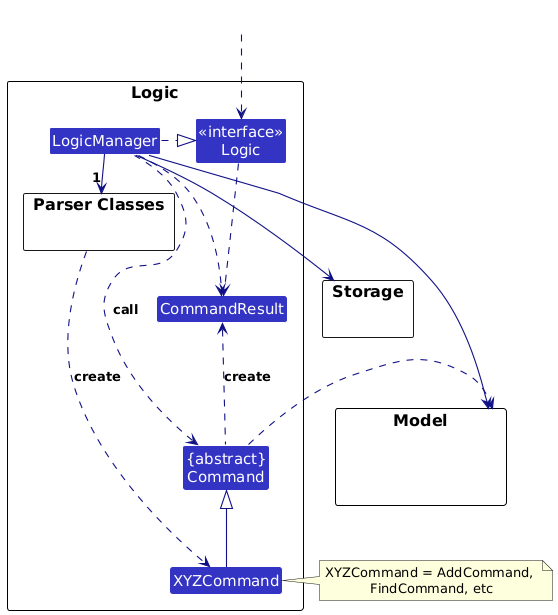 Logic
«interface»
Logic
LogicManager
1
Parser Classes
Storage
CommandResult
call
create
create
Model
{abstract}
Command
XYZCommand
XYZCommand = AddCommand,
FindCommand, etc